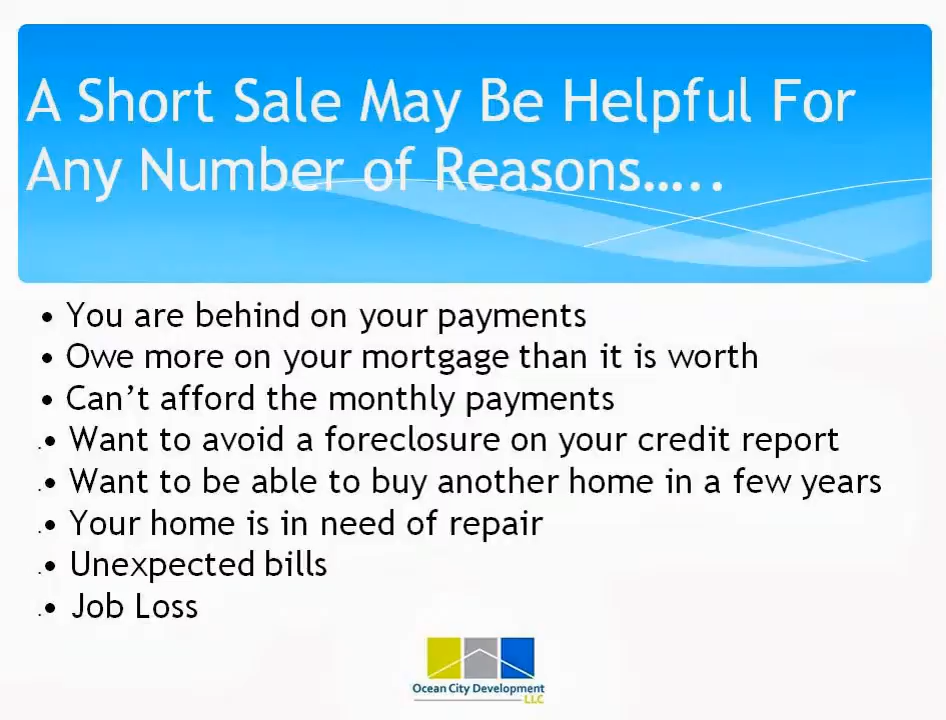 A Short Sale May Be Helpful For
Any Number of Reasons…..
• You are behind on your payments
• Owe more on your mortgage than it is worth
• Can’t afford the monthly payments
.• Want to avoid a foreclosure on your credit report
.• Want to be able to buy another home in a few years
.• Your home is in need of repair
.• Unexpected bills
.• Job Loss
Ocean City Development
LLC